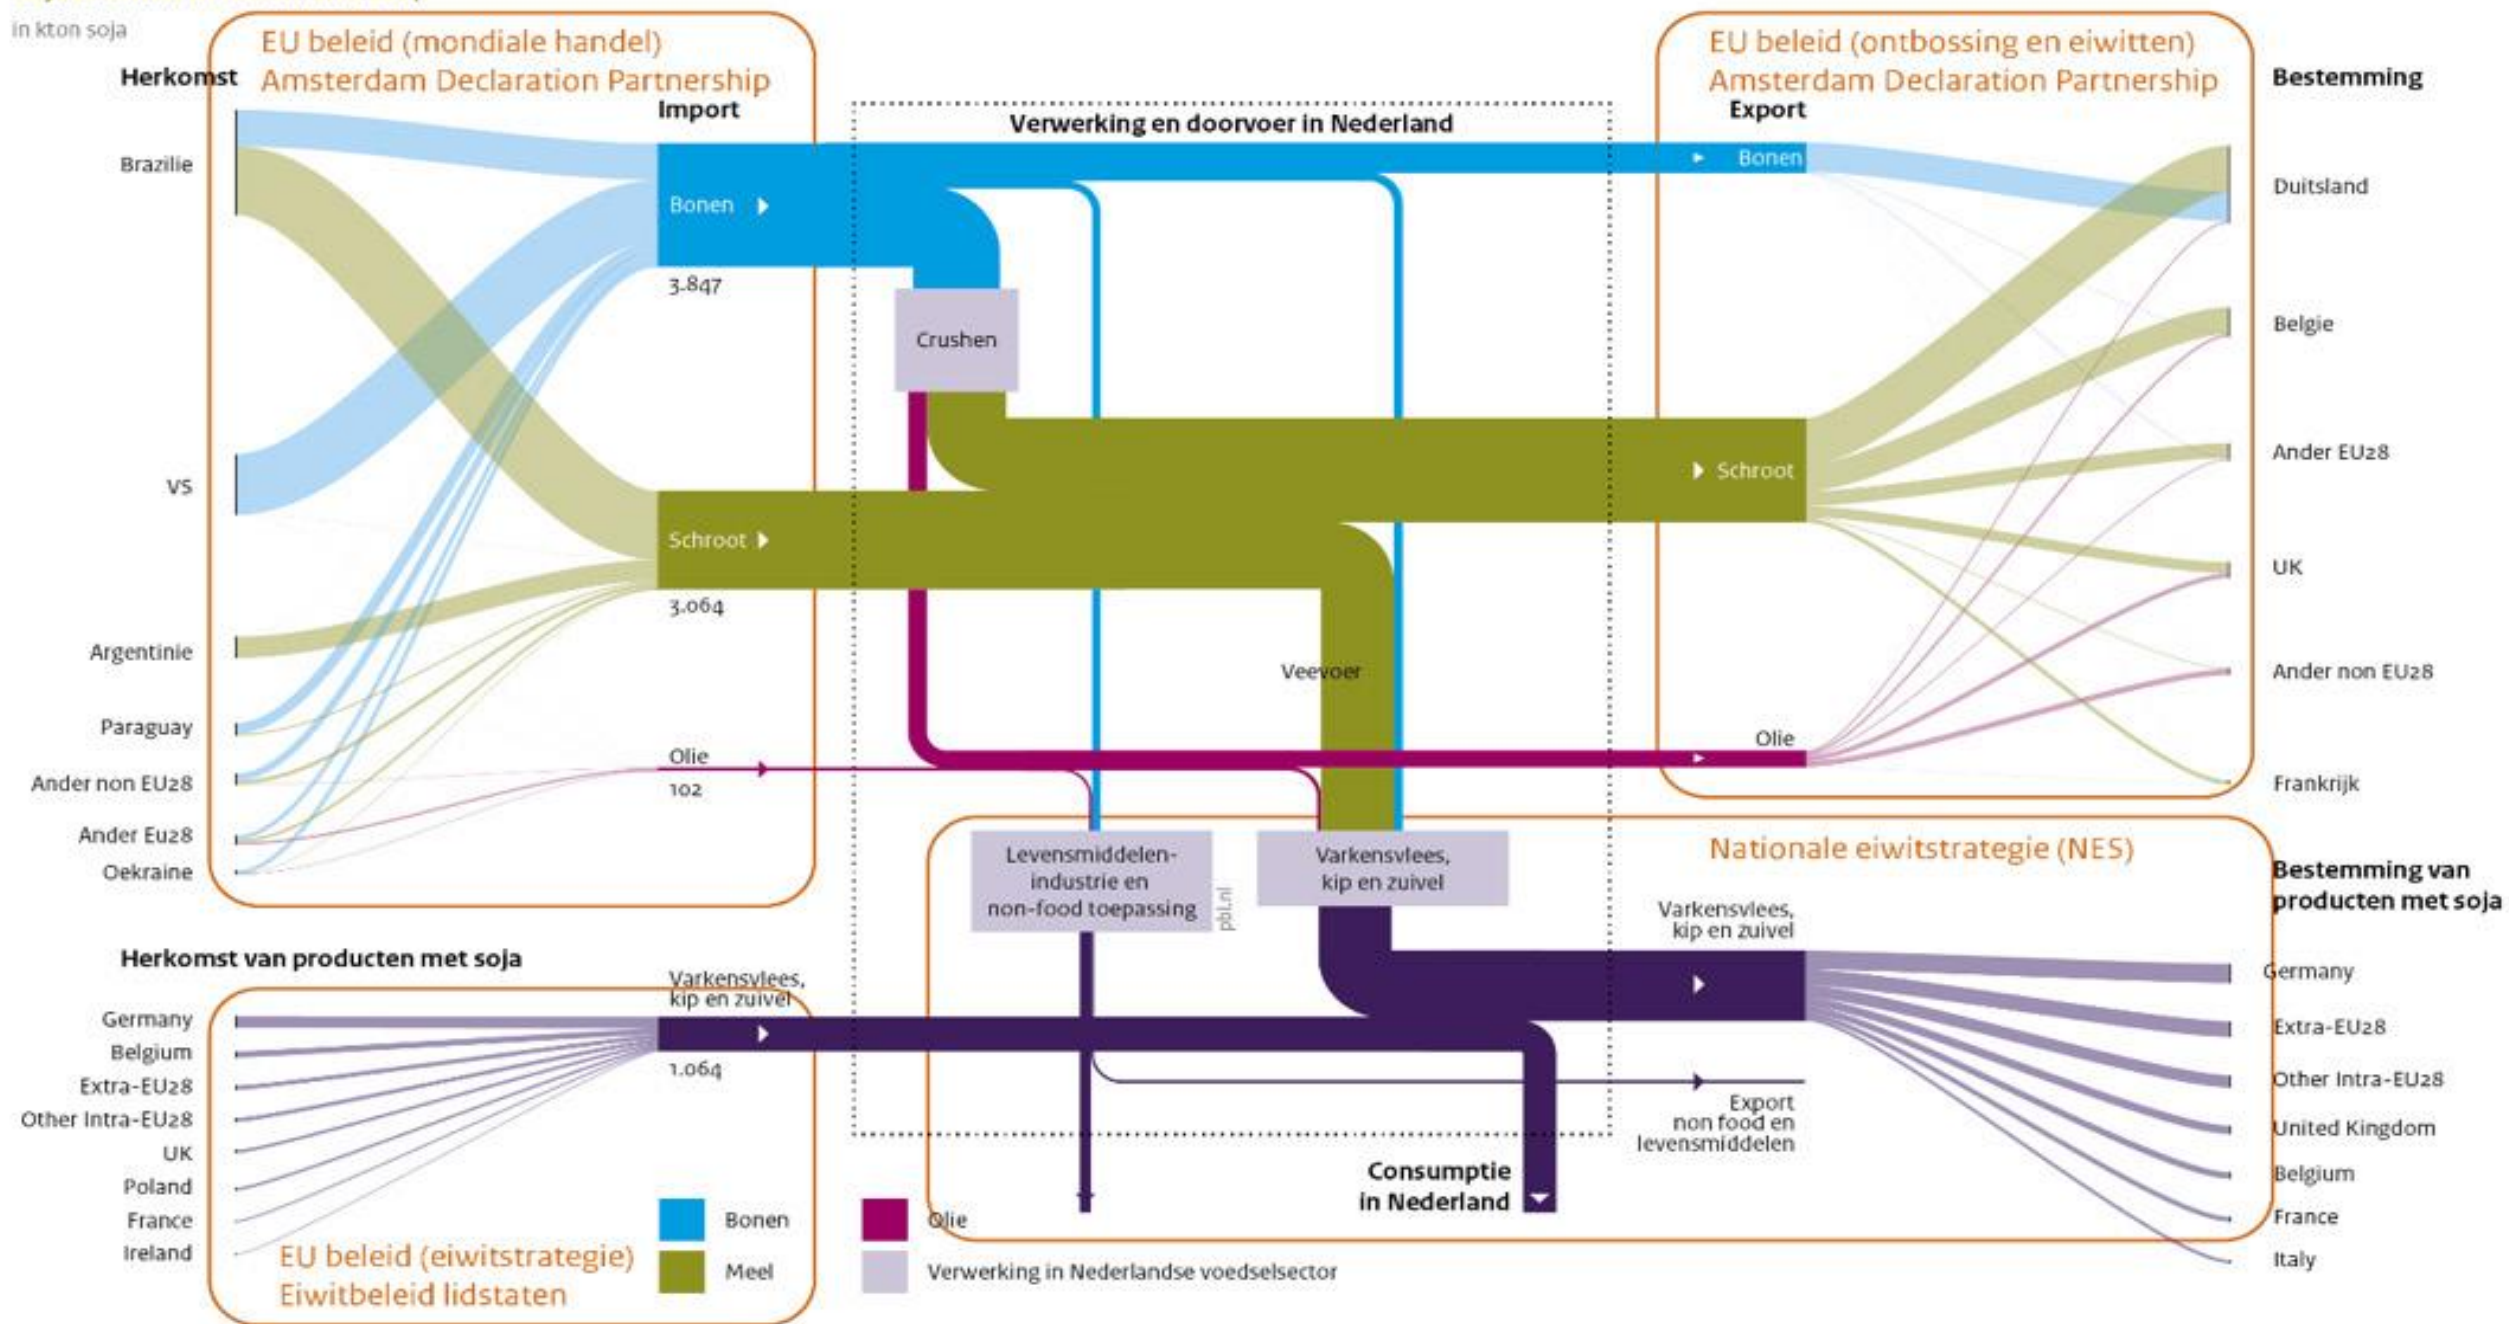 in kton soja
EU beleid (mondiale handel)
Amsterdam Declaration Partnership
EU beleid (ontbossing en eiwitten)
Amsterdam Declaration Partnership
Herkomst
Import
Verwerking en doorvoer in Nederland
Export
Bestemming
Brazilie
VS
Argentinie
Paraguay
Ander non EU28
Ander Eu28
Oekraine
Bonen
3.847
Schroot
3.064
Olie
102
Crushen
Veevoer
Bonen
Schroot
Olie
Duitsland
Belgie
Ander EU28
UK
Ander non EU28
Frankrijk
Levensmiddelen-
industrie en
non-food toepassing
pbl.nl
Varkensvlees,
kip en zuivel
Nationale eiwitstrategie (NES)
Bestemming van
producten met soja
Herkomst van producten met soja
Varkensvlees,
kip en zuivel
1.064
Germany
Belgium
Extra-EU28
Other Intra-EU28
UK
Poland
France
Ireland
EU beleid (eiwitstrategie)
Eiwitbeleid lidstaten
Varkensvlees,
kip en zuivel
Export
non food en
levensmiddelen
Consumptie
in Nederland
Germany
Extra-EU28
Other Intra-EU28
United Kingdom
Belgium
France
Italy
Bonen
Meel
Olie
Verwerking in Nederlandse voedselsector